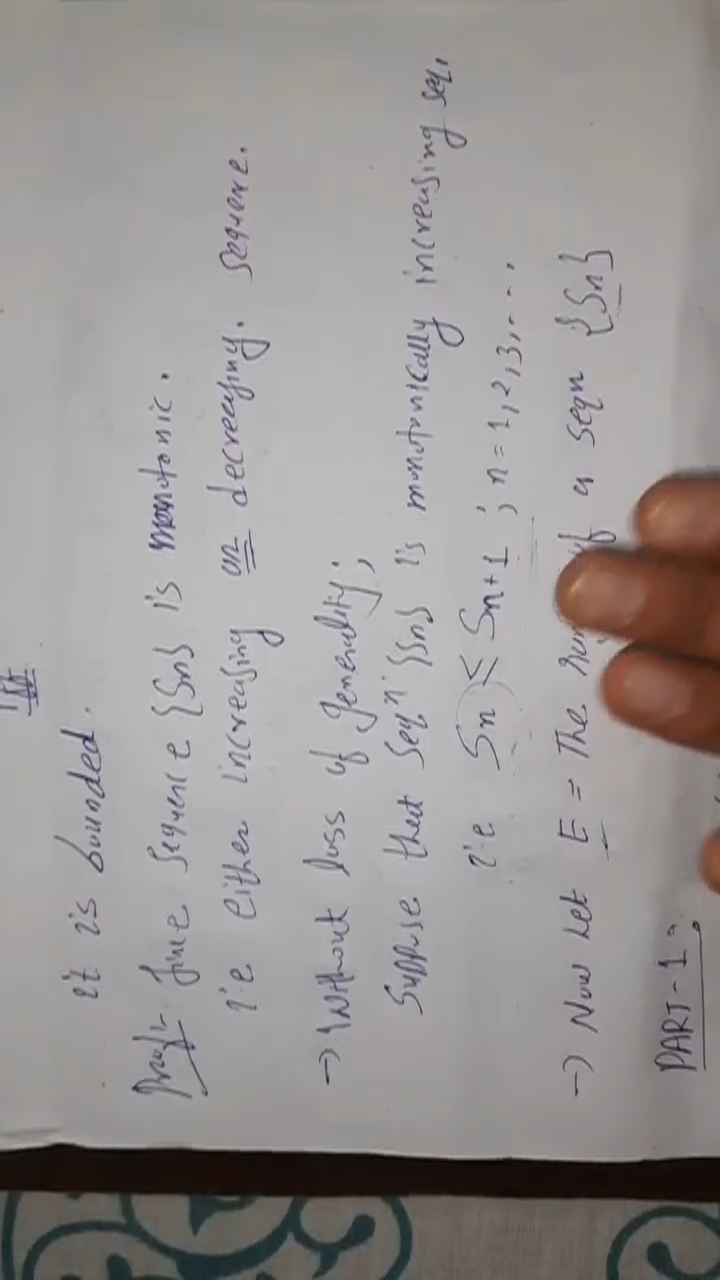 iff
it is bounded.
Proof:- Since sequence {Sn} is monotonic.
i.e either increasing or decreasing. sequence.
→ Without loss of generality;
Suppose that seqⁿ {Sn} is monotonically increasing seq.
i.e Sn < Sn+1 ; n = 1, 2, 3, ...
→ Now Let E = The of a seqn {Sn}
PART-1: